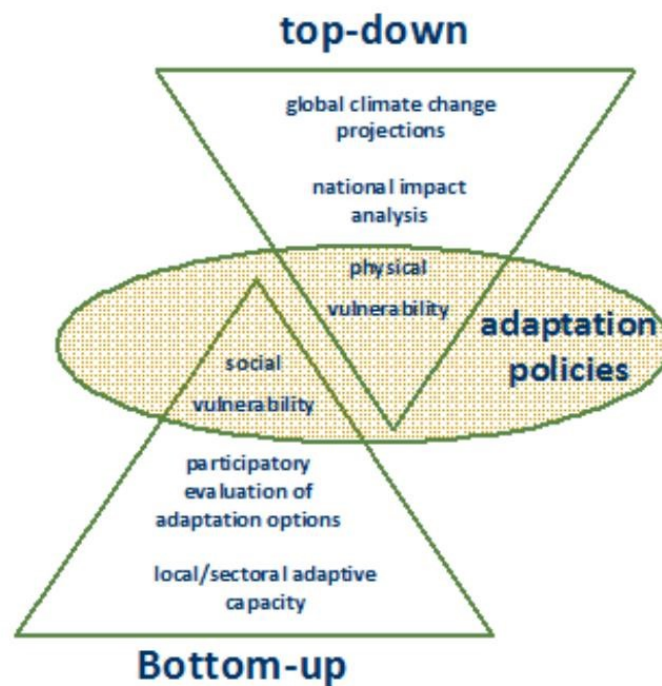 top-down
global climate change
projections
national impact
analysis
physical
vulnerability
adaptation
policies
social
vulnerability
participatory
evaluation of
adaptation options
local/sectoral adaptive
capacity
Bottom-up